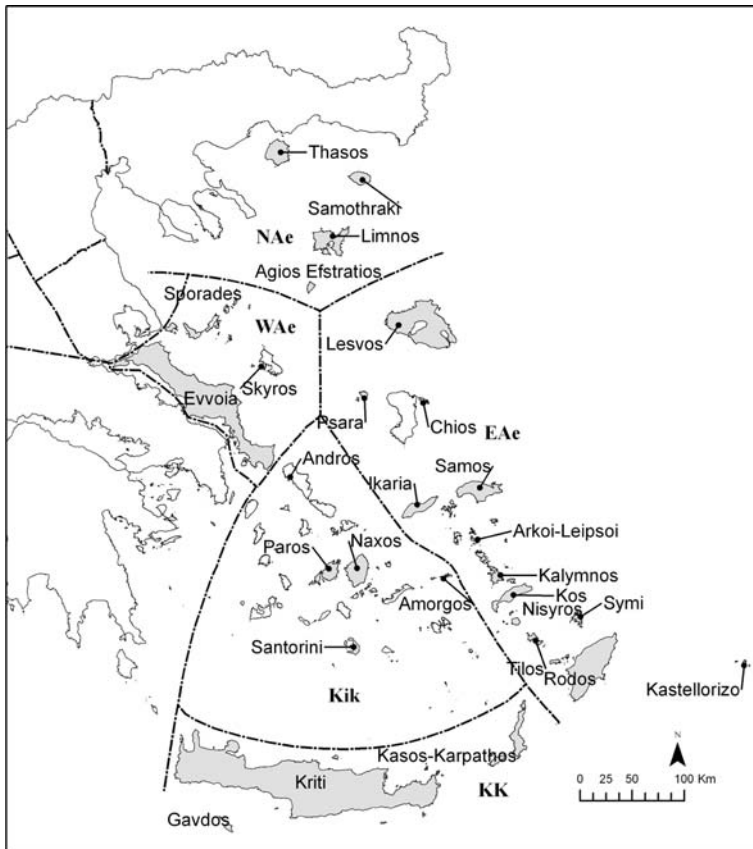 Thasos
Samothraki
NAe
Limnos
Agios Efstratios
Sporades
WAe
Lesvos
Skyros
Evvoia
Psara
Chios
EAe
Andros
Ikaria
Samos
Arkoi-Leipsoi
Paros
Naxos
Kalymnos
Kos
Amorgos
Nisyros
Symi
Santorini
Tilos
Rodos
Kastellorizo
Kik
Kasos-Karpathos
Kriti
KK
Gavdos
N
0 25 50 100 Km